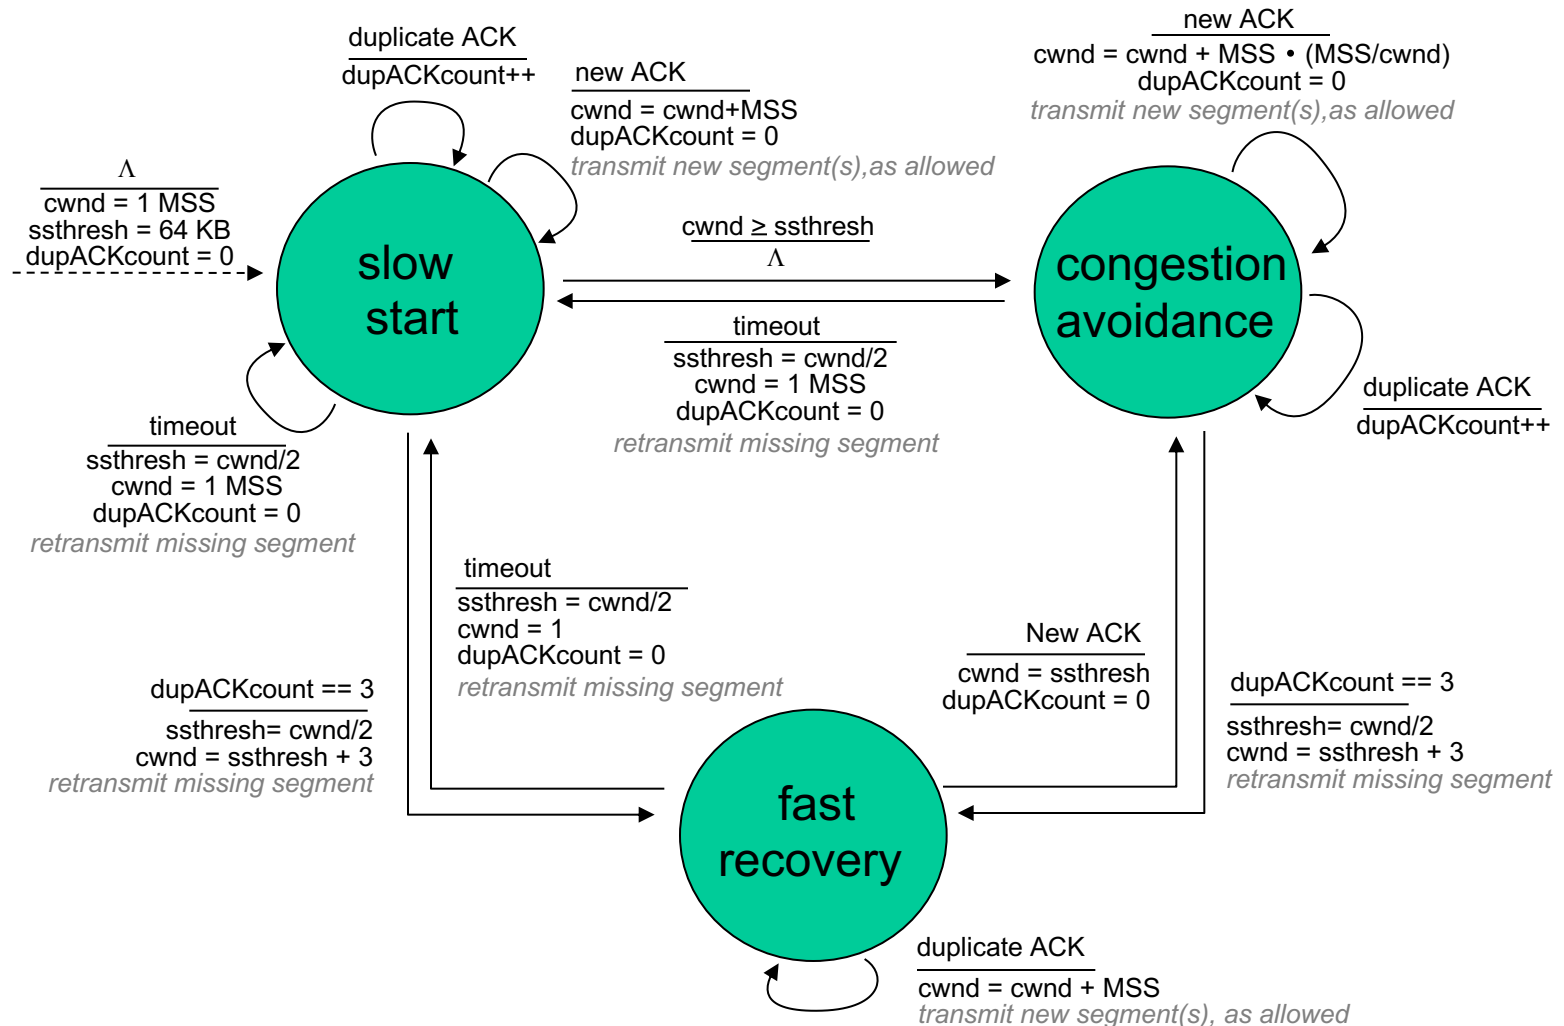 duplicate ACK
dupACKcount++
new ACK
cwnd = cwnd+MSS
dupACKcount = 0
transmit new segment(s),as allowed
new ACK
cwnd = cwnd + MSS • (MSS/cwnd)
dupACKcount = 0
transmit new segment(s),as allowed
Λ
cwnd = 1 MSS
ssthresh = 64 KB
dupACKcount = 0
slow
start
cwnd ≥ ssthresh
Λ
congestion
avoidance
timeout
ssthresh = cwnd/2
cwnd = 1 MSS
dupACKcount = 0
retransmit missing segment
duplicate ACK
dupACKcount++
timeout
ssthresh = cwnd/2
cwnd = 1 MSS
dupACKcount = 0
retransmit missing segment
timeout
ssthresh = cwnd/2
cwnd = 1
dupACKcount = 0
retransmit missing segment
New ACK
cwnd = ssthresh
dupACKcount = 0
dupACKcount == 3
ssthresh= cwnd/2
cwnd = ssthresh + 3
retransmit missing segment
dupACKcount == 3
ssthresh= cwnd/2
cwnd = ssthresh + 3
retransmit missing segment
fast
recovery
duplicate ACK
cwnd = cwnd + MSS
transmit new segment(s), as allowed